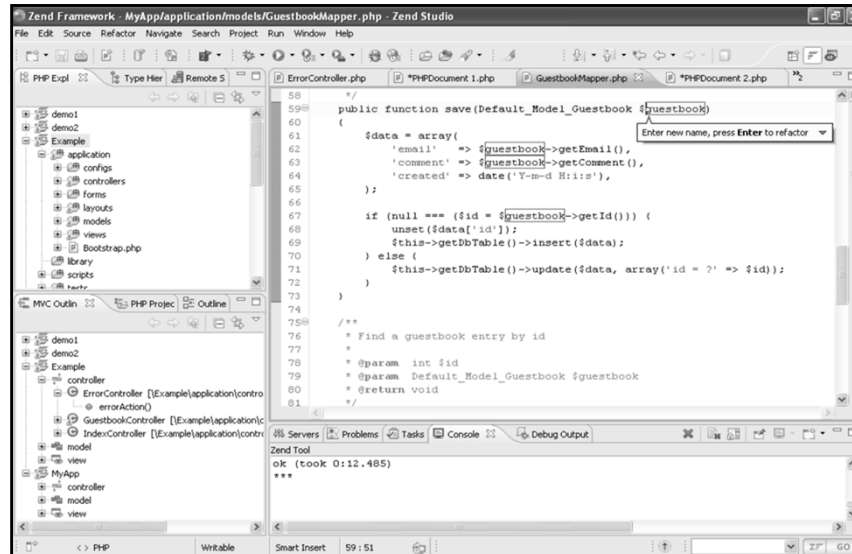 Zend Framework - MyApp/application/models/GuestbookMapper.php - Zend Studio
File Edit Source Refactor Navigate Search Project Run Window Help
PHP Expl Type Hier Remote S
demo1
demo2
Example
application
configs
controllers
forms
layouts
models
views
Bootstrap.php
library
scripts
tests
MVC Outlin PHP Projec Outline
demo1
demo2
Example
controller
ErrorController [\Example\application\contro
errorAction()
GuestbookController [\Example\application\c
IndexController [\Example\application\contro
model
view
MyApp
controller
model
view
ErrorController.php *PHPDocument 1.php GuestbookMapper.php *PHPDocument 2.php »2
58 */
59 public function save(Default_Model_Guestbook $guestbook)
60 {
61 $data = array(
62 'email' => $guestbook->getEmail(),
63 'comment' => $guestbook->getComment(),
64 'created' => date('Y-m-d H:i:s'),
65 );
66
67 if (null === ($id = $guestbook->getId())) {
68 unset($data['id']);
69 $this->getDbTable()->insert($data);
70 } else {
71 $this->getDbTable()->update($data, array('id = ?' => $id));
72 }
73 }
74
75 /**
76 * Find a guestbook entry by id
77 *
78 * @param int $id
79 * @param Default_Model_Guestbook $guestbook
80 * @return void
81 */
Enter new name, press Enter to refactor
Servers Problems Tasks Console Debug Output
Zend Tool
ok (took 0:12.485)
***
<> PHP Writable Smart Insert 59 : 51 ZF GO